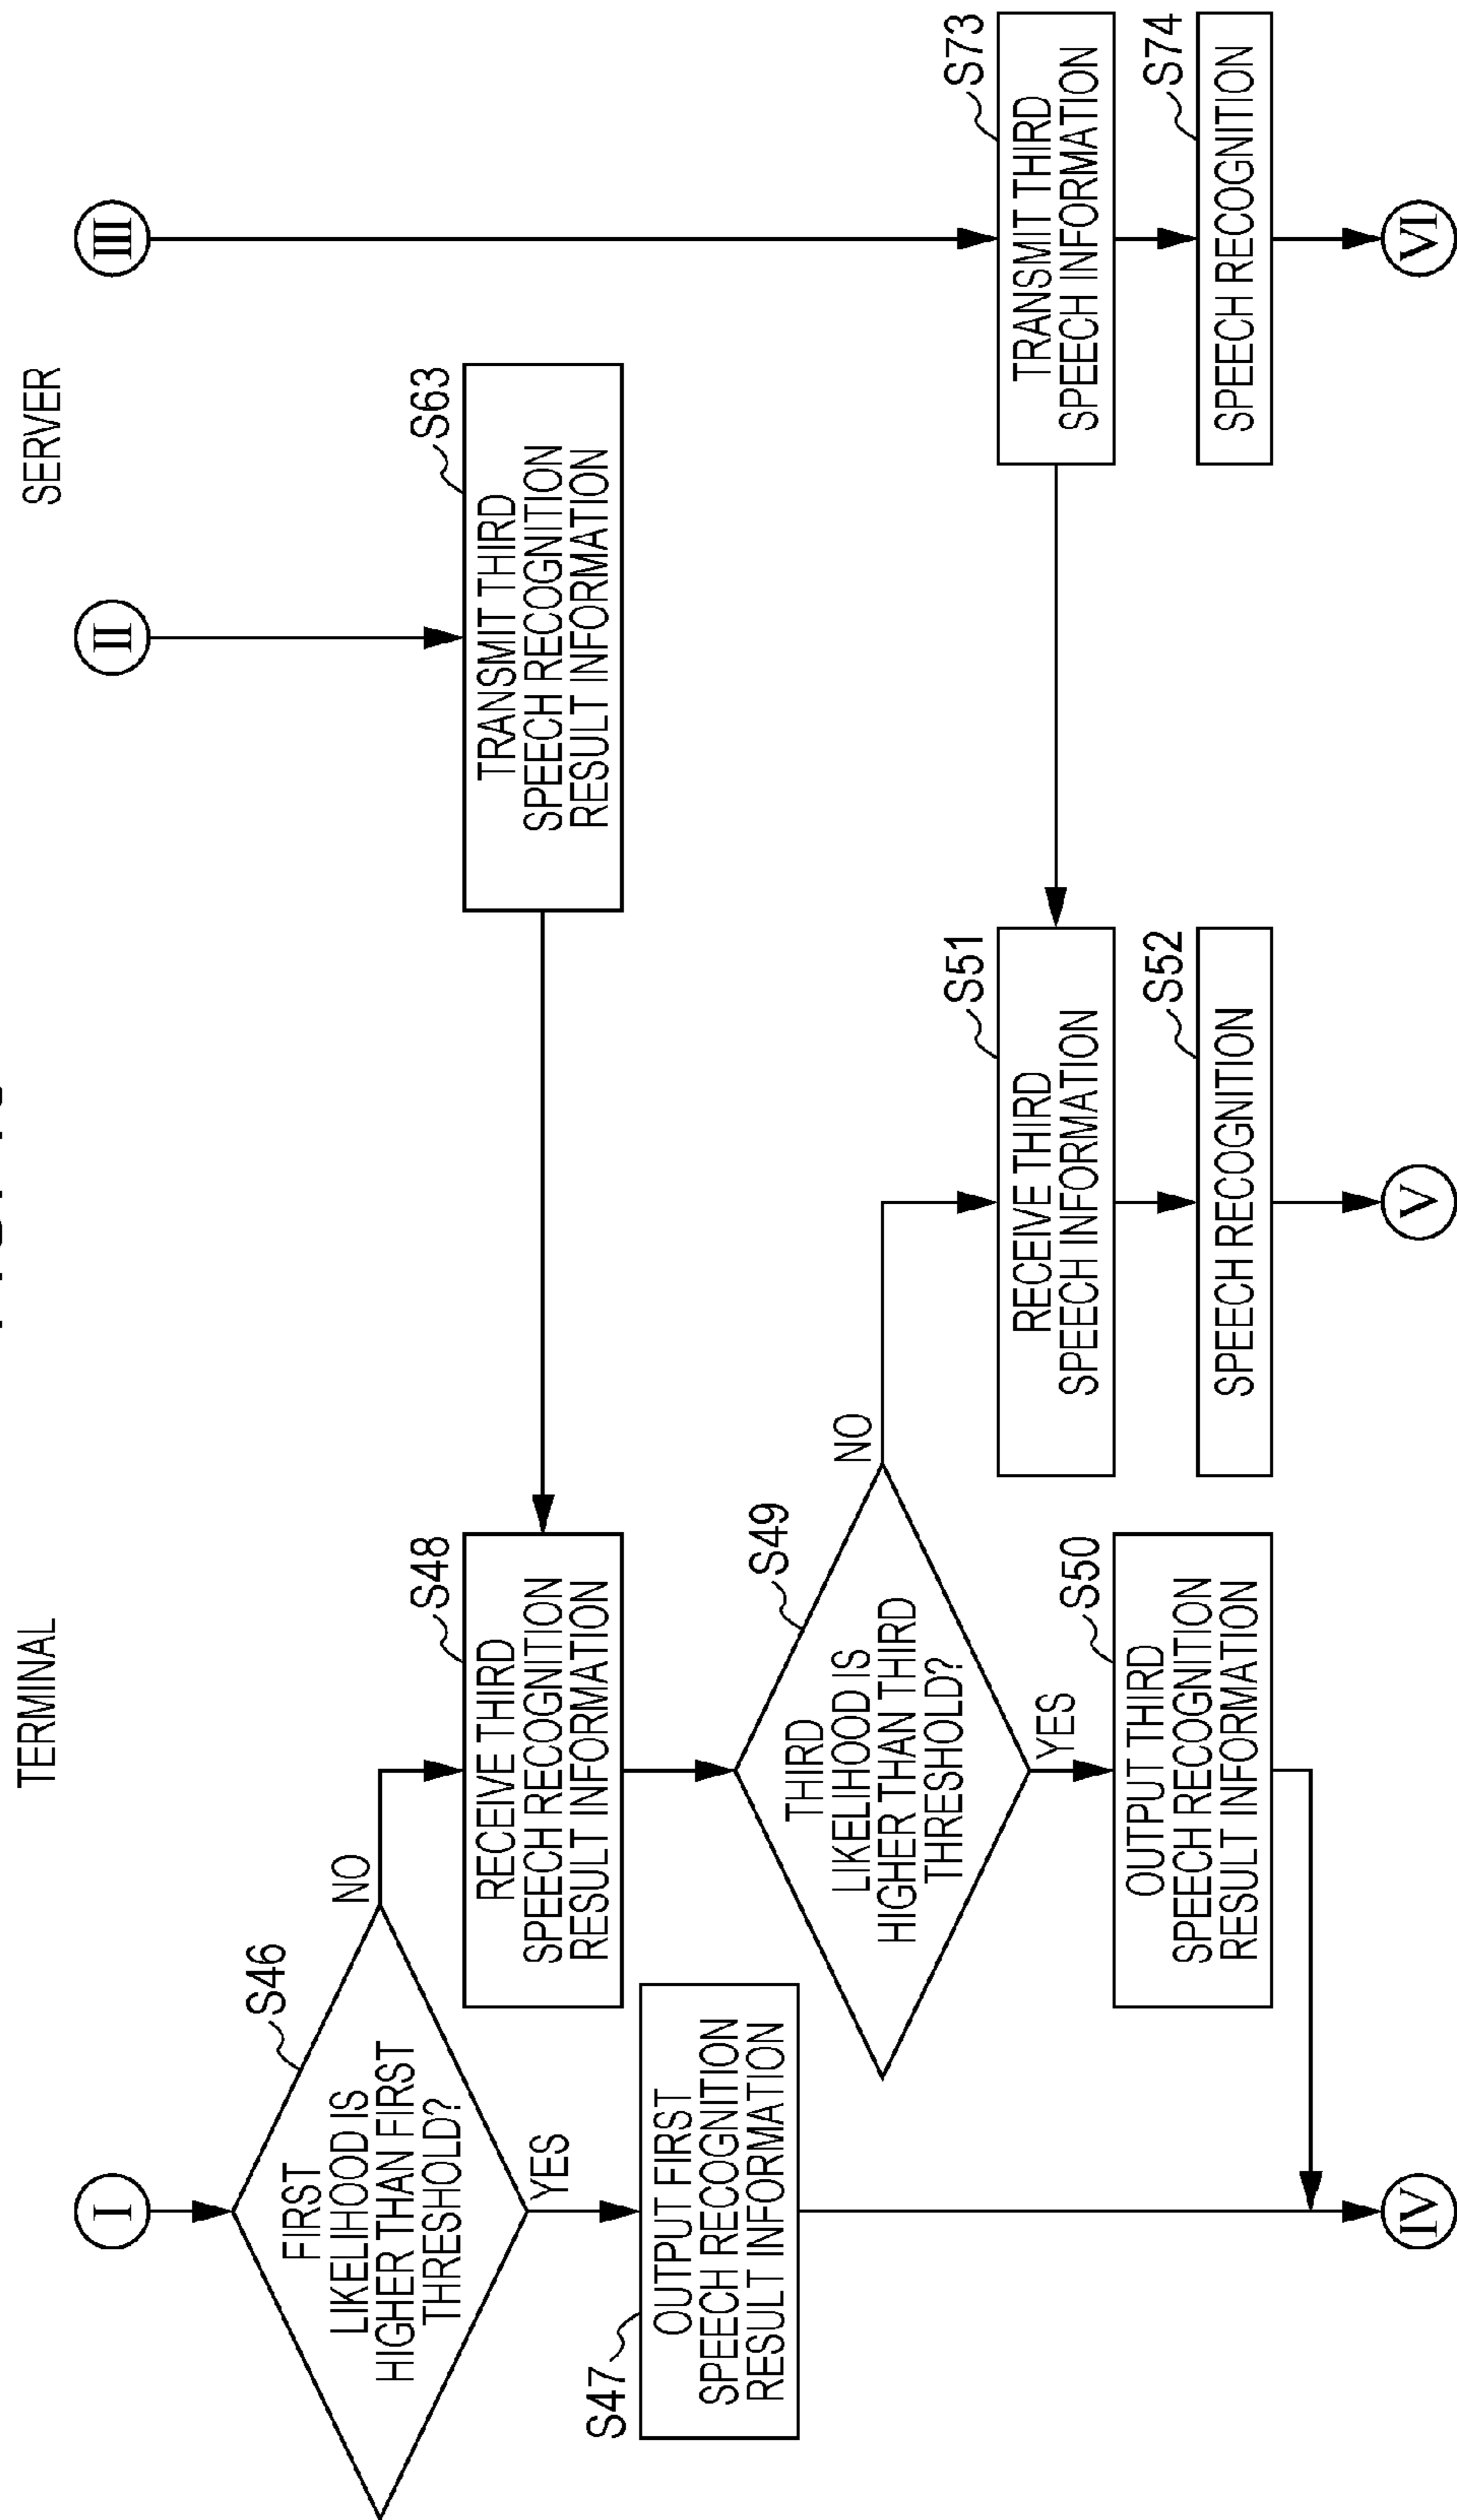 TERMINAL
SERVER
I
II
III
S46
FIRST
LIKELIHOOD IS
HIGHER THAN FIRST
THRESHOLD?
NO
YES
S47
OUTPUT FIRST
SPEECH RECOGNITION
RESULT INFORMATION
S48
RECEIVE THIRD
SPEECH RECOGNITION
RESULT INFORMATION
S63
TRANSMIT THIRD
SPEECH RECOGNITION
RESULT INFORMATION
S49
THIRD
LIKELIHOOD IS
HIGHER THAN THIRD
THRESHOLD?
NO
YES
S50
OUTPUT THIRD
SPEECH RECOGNITION
RESULT INFORMATION
S51
RECEIVE THIRD
SPEECH INFORMATION
S73
TRANSMIT THIRD
SPEECH INFORMATION
S52
SPEECH RECOGNITION
S74
SPEECH RECOGNITION
IV
V
VI